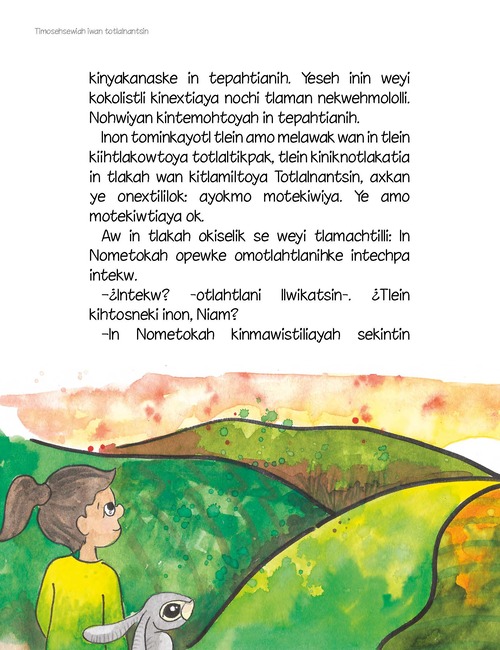 Timosehsewiah iwan totlalnantsin
kinyakanaske in tepahtianih. Yeseh inin weyi
kokolistli kinextiaya nochi tlaman nekwehmololli.
Nohwiyan kintemohtoyah in tepahtianih.
Inon tominkayotl tlein amo melawak wan in tlein
kiihtlakowtoya totlaltikpak, tlein kiniknotlakatia
in tlakah wan kitlamiltoya Totlalnantsin, axkan
ye onextililok: ayokmo motekiwiya. Ye amo
motekiwtiaya ok.
Aw in tlakah okiselik se weyi tlamachtilli: In
Nometokah opewke omotlahtlanihke intechpa
intekw.
–¿Intekw? -otlahtlani Ilwikatsin-. ¿Tlein
kihtosneki inon, Niam?
–In Nometokah kinmawistiliayah sekintin